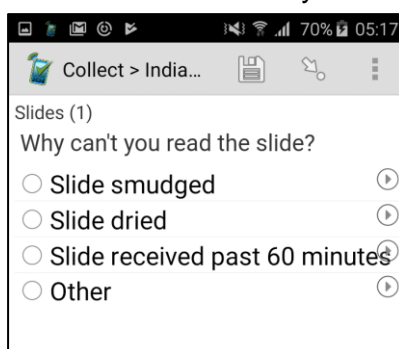 70% 05:17
Collect > India...
Slides (1)
Why can't you read the slide?
Slide smudged
Slide dried
Slide received past 60 minutes
Other